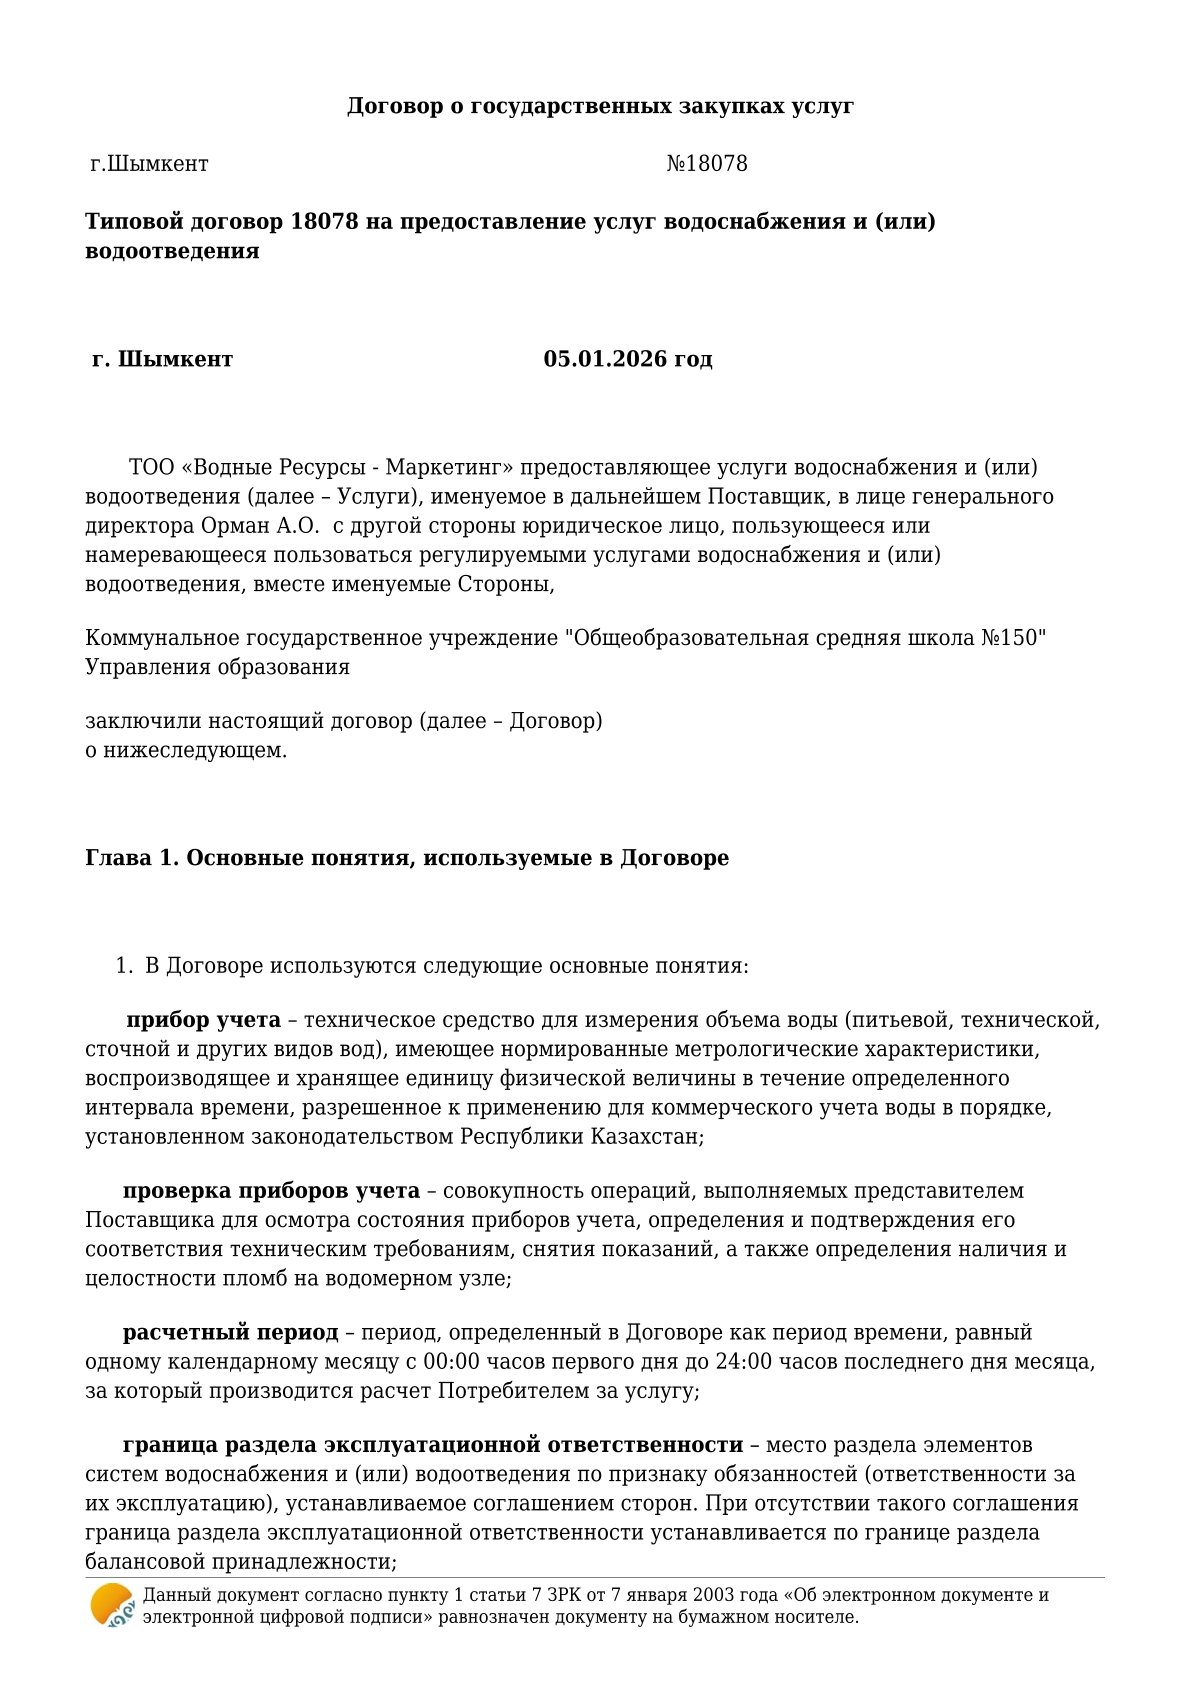 Договор о государственных закупках услуг
г.Шымкент №18078
Типовой договор 18078 на предоставление услуг водоснабжения и (или)
водоотведения
г. Шымкент 05.01.2026 год
ТОО «Водные Ресурсы - Маркетинг» предоставляющее услуги водоснабжения и (или)
водоотведения (далее – Услуги), именуемое в дальнейшем Поставщик, в лице генерального
директора Орман А.О.  с другой стороны юридическое лицо, пользующееся или
намеревающееся пользоваться регулируемыми услугами водоснабжения и (или)
водоотведения, вместе именуемые Стороны,
Коммунальное государственное учреждение "Общеобразовательная средняя школа №150"
Управления образования
заключили настоящий договор (далее – Договор)
о нижеследующем.
Глава 1. Основные понятия, используемые в Договоре
1. В Договоре используются следующие основные понятия:
прибор учета – техническое средство для измерения объема воды (питьевой, технической,
сточной и других видов вод), имеющее нормированные метрологические характеристики,
воспроизводящее и хранящее единицу физической величины в течение определенного
интервала времени, разрешенное к применению для коммерческого учета воды в порядке,
установленном законодательством Республики Казахстан;
проверка приборов учета – совокупность операций, выполняемых представителем
Поставщика для осмотра состояния приборов учета, определения и подтверждения его
соответствия техническим требованиям, снятия показаний, а также определения наличия и
целостности пломб на водомерном узле;
расчетный период – период, определенный в Договоре как период времени, равный
одному календарному месяцу с 00:00 часов первого дня до 24:00 часов последнего дня месяца,
за который производится расчет Потребителем за услугу;
граница раздела эксплуатационной ответственности – место раздела элементов
систем водоснабжения и (или) водоотведения по признаку обязанностей (ответственности за
их эксплуатацию), устанавливаемое соглашением сторон. При отсутствии такого соглашения
граница раздела эксплуатационной ответственности устанавливается по границе раздела
балансовой принадлежности;
Данный документ согласно пункту 1 статьи 7 ЗРК от 7 января 2003 года «Об электронном документе и
электронной цифровой подписи» равнозначен документу на бумажном носителе.